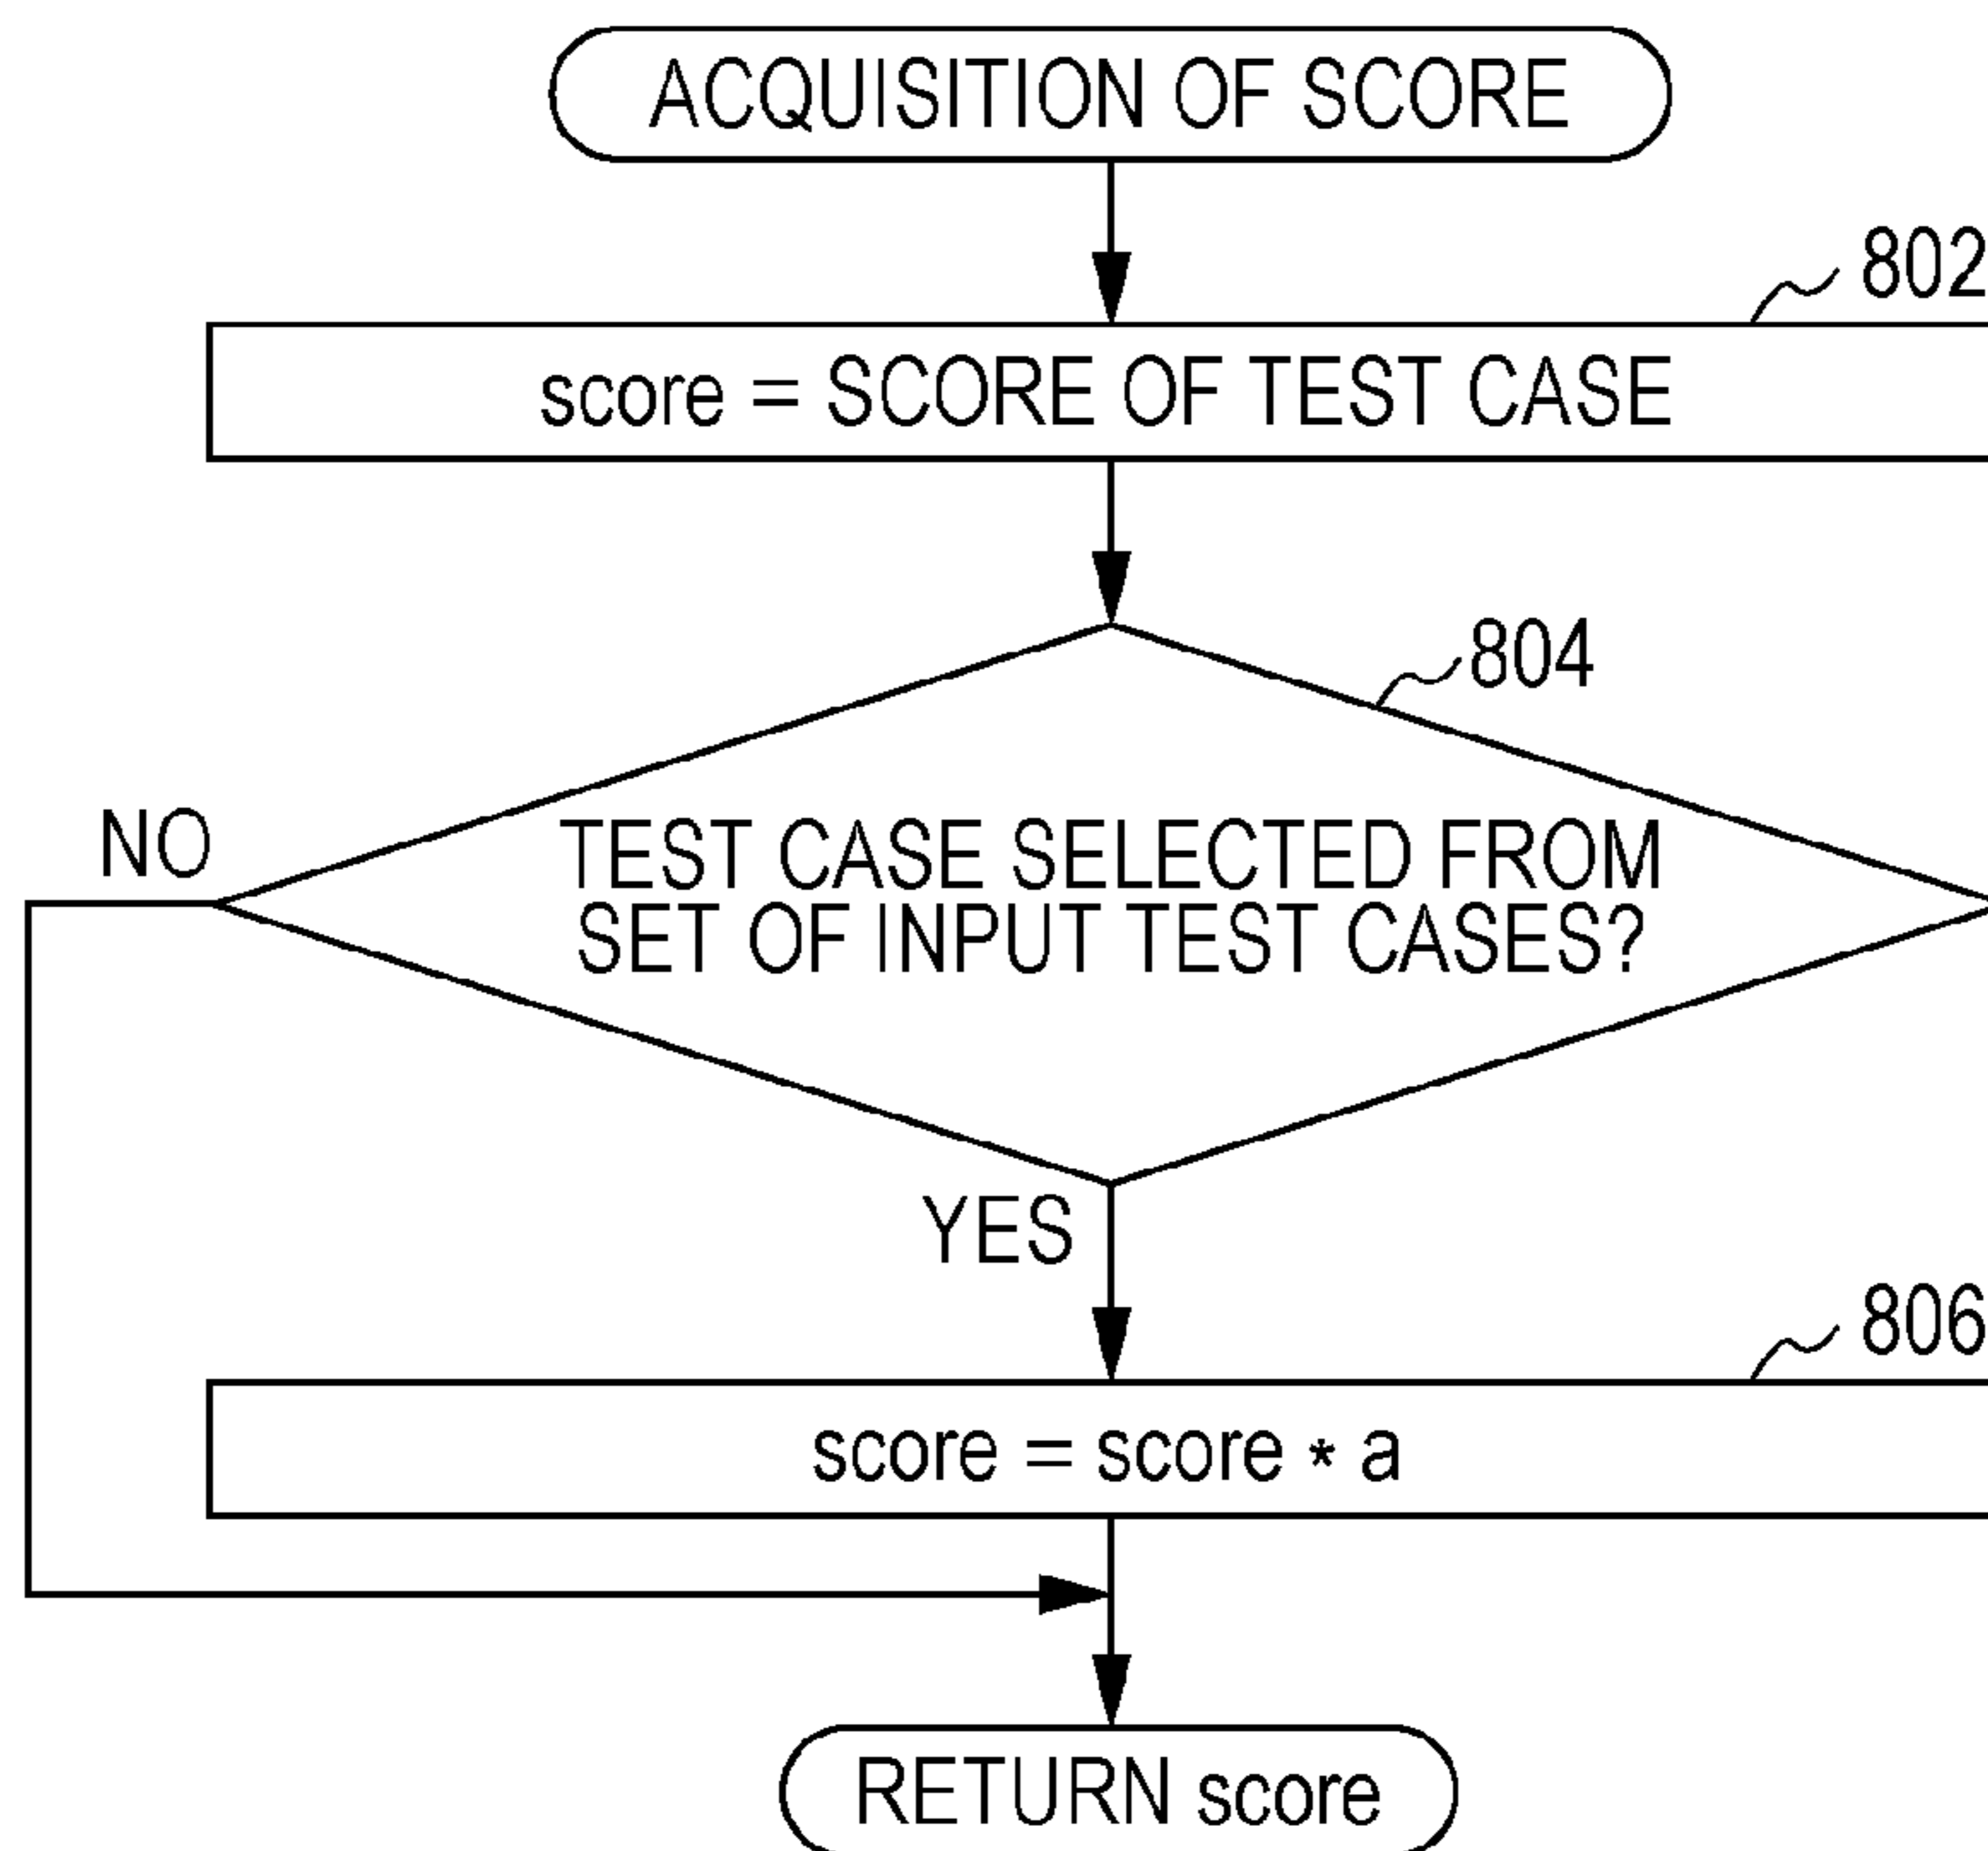 ACQUISITION OF SCORE
802
score = SCORE OF TEST CASE
804
NO
TEST CASE SELECTED FROM
SET OF INPUT TEST CASES?
YES
806
score = score * a
RETURN score